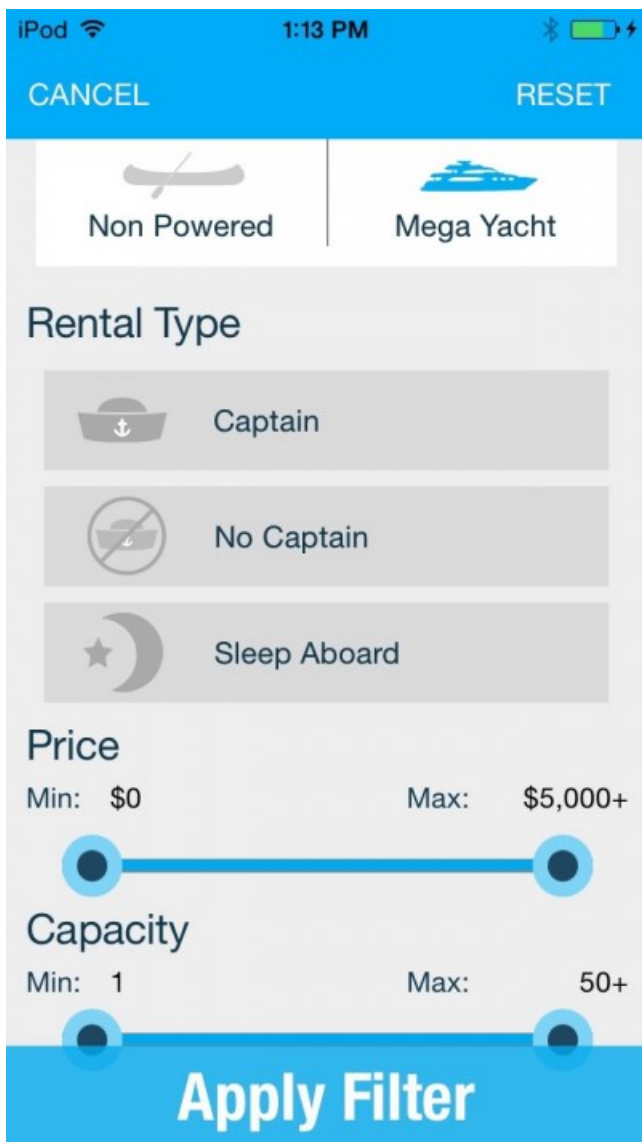 iPod 1:13 PM
CANCEL RESET
Non Powered Mega Yacht
Rental Type
Captain
No Captain
Sleep Aboard
Price
Min: $0 Max: $5,000+
Capacity
Min: 1 Max: 50+
Apply Filter